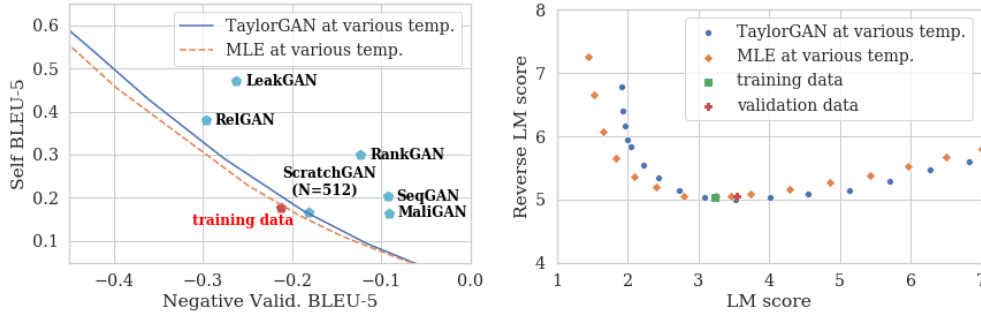 TaylorGAN at various temp.
MLE at various temp.
LeakGAN
RelGAN
RankGAN
ScratchGAN
(N=512)
SeqGAN
MaliGAN
training data
0.6
0.5
0.4
0.3
0.2
0.1
Self BLEU-5
−0.4
−0.3
−0.2
−0.1
0.0
Negative Valid. BLEU-5
TaylorGAN at various temp.
MLE at various temp.
training data
validation data
8
7
6
5
4
Reverse LM score
1
2
3
4
5
6
7
LM score